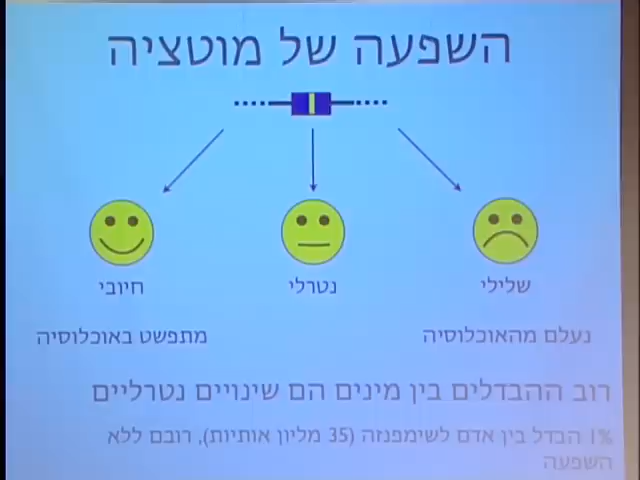 השפעה של מוטציה
שלילי
נטרלי
חיובי
נעלם מהאוכלוסיה
מתפשט באוכלוסיה
רוב ההבדלים בין מינים הם שינויים נטרליים
1% הבדל בין אדם לשימפנזה (35 מליון אותיות), רובם ללא
השפעה